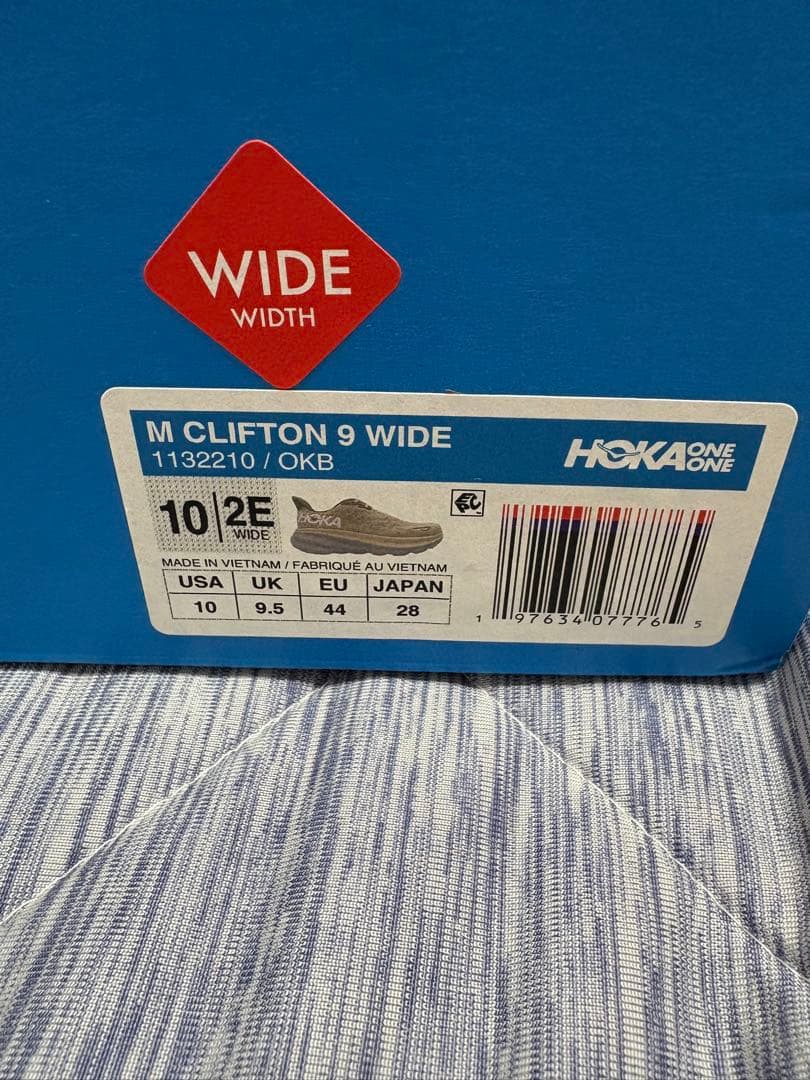 WIDE
WIDTH
M CLIFTON 9 WIDE
1132210 / OKB
HOKA ONE ONE
10 2E
WIDE
HOKA
MADE IN VIETNAM / FABRIQUÉ AU VIETNAM
USA UK EU JAPAN
10 9.5 44 28
1 97634 07776 5